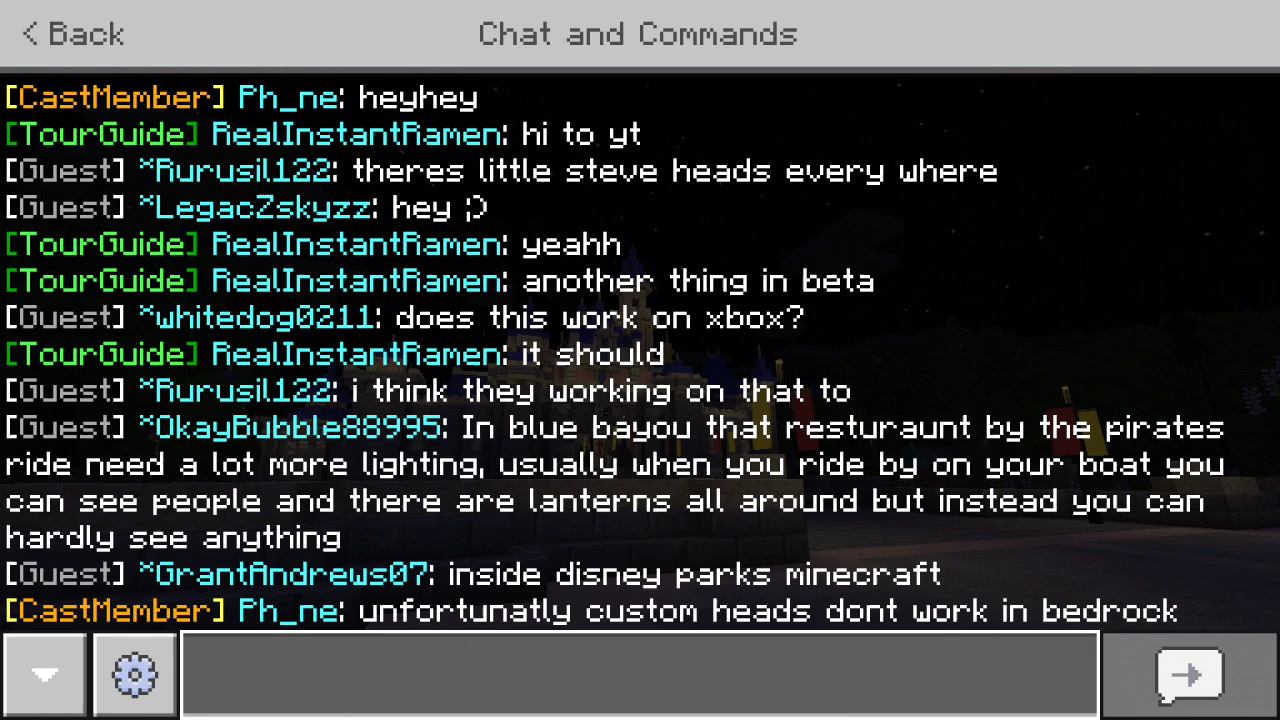 < Back
Chat and Commands
[CastMember] Ph_ne: heyhey
[TourGuide] RealInstantRamen: hi to yt
[Guest] *Rurusil122: theres little steve heads every where
[Guest] *LegacZskyzz: hey ;)
[TourGuide] RealInstantRamen: yeahh
[TourGuide] RealInstantRamen: another thing in beta
[Guest] *whitedog0211: does this work on xbox?
[TourGuide] RealInstantRamen: it should
[Guest] *Rurusil122: i think they working on that to
[Guest] *OkayBubble88995: In blue bayou that resturaunt by the pirates
ride need a lot more lighting, usually when you ride by on your boat you
can see people and there are lanterns all around but instead you can
hardly see anything
[Guest] *GrantAndrews07: inside disney parks minecraft
[CastMember] Ph_ne: unfortunatly custom heads dont work in bedrock